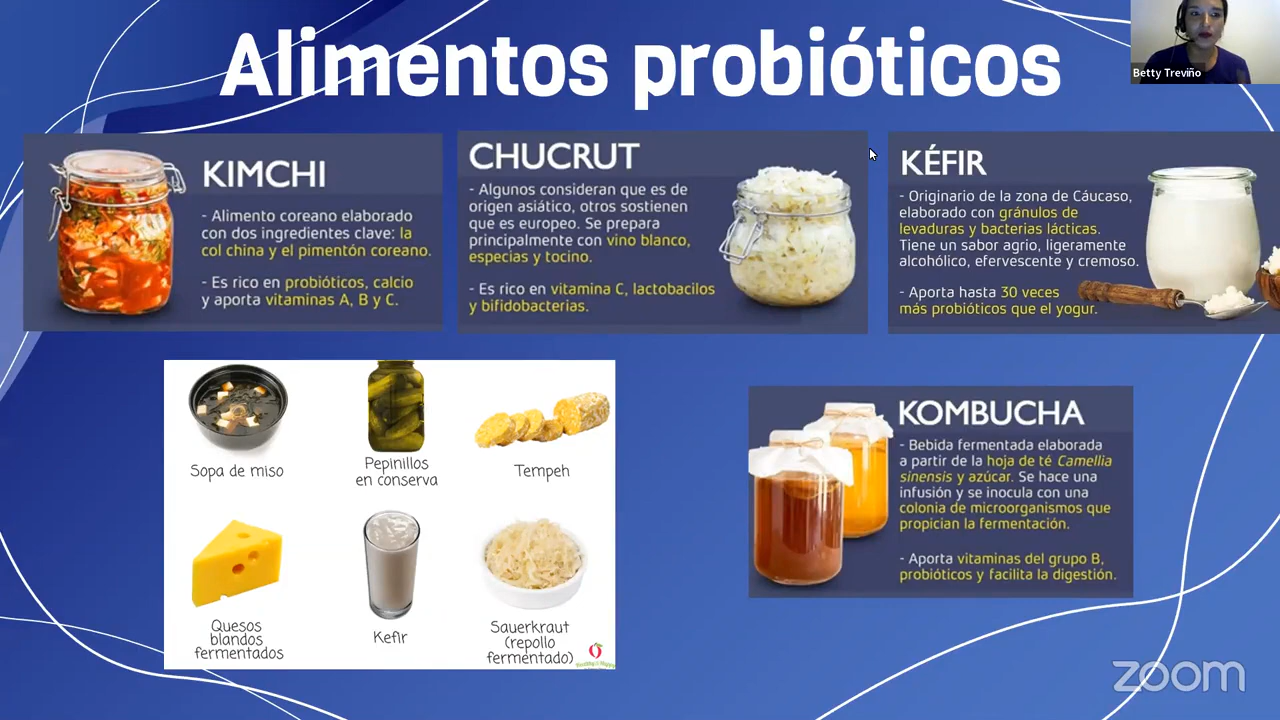 Alimentos probióticos
Betty Treviño
KIMCHI
- Alimento coreano elaborado
con dos ingredientes clave: la
col china y el pimentón coreano.
- Es rico en probióticos, calcio
y aporta vitaminas A, B y C.
CHUCRUT
- Algunos consideran que es de
origen asiático, otros sostienen
que es europeo. Se prepara
principalmente con vino blanco,
especias y tocino.
- Es rico en vitamina C, lactobacilos
y bifidobacterias.
KÉFIR
- Originario de la zona de Cáucaso,
elaborado con gránulos de
levaduras y bacterias lácticas.
Tiene un sabor agrio, ligeramente
alcohólico, efervescente y cremoso.
- Aporta hasta 30 veces
más probióticos que el yogur.
Sopa de miso
Pepinillos
en conserva
Tempeh
Quesos
blandos
fermentados
Kefir
Sauerkraut
(repollo
fermentado)
KOMBUCHA
- Bebida fermentada elaborada
a partir de la hoja de té Camellia
sinensis y azúcar. Se hace una
infusión y se inocula con una
colonia de microorganismos que
propician la fermentación.
- Aporta vitaminas del grupo B,
probióticos y facilita la digestión.
zoom